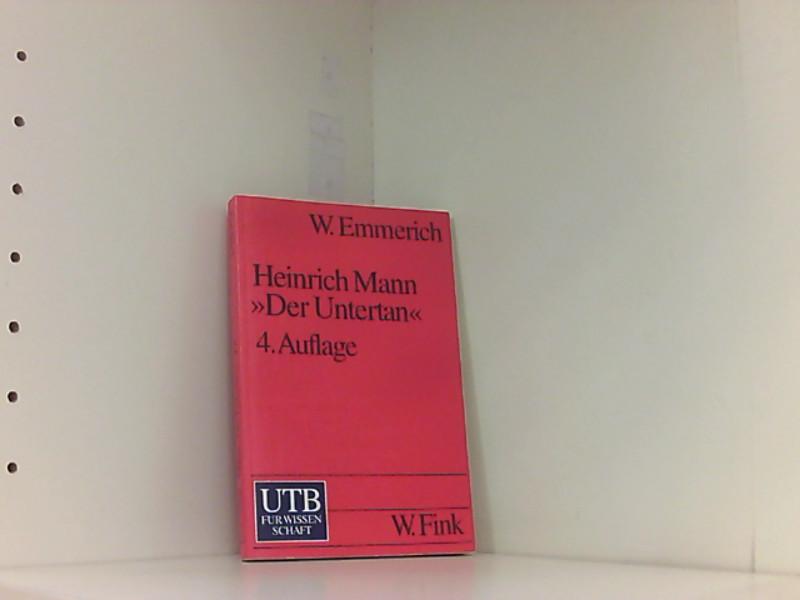 W. Emmerich
Heinrich Mann
»Der Untertan«
4. Auflage
UTB
FÜR WISSEN
SCHAFT
W. Fink